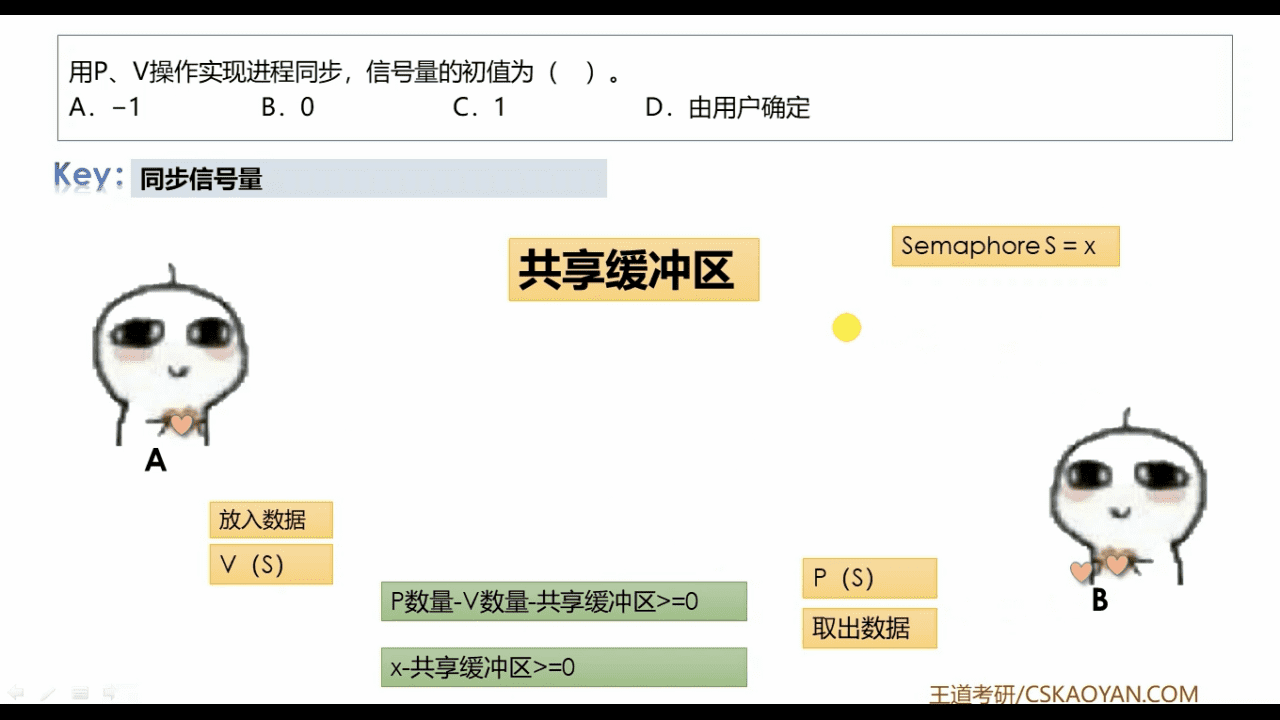 用P、V操作实现进程同步，信号量的初值为（　）。
A．−1 B．0 C．1 D．由用户确定
Key:
同步信号量
共享缓冲区
Semaphore S = x
A
放入数据
V（S）
P数量-V数量-共享缓冲区>=0
x-共享缓冲区>=0
P（S）
取出数据
B
王道考研/CSKAOYAN.COM